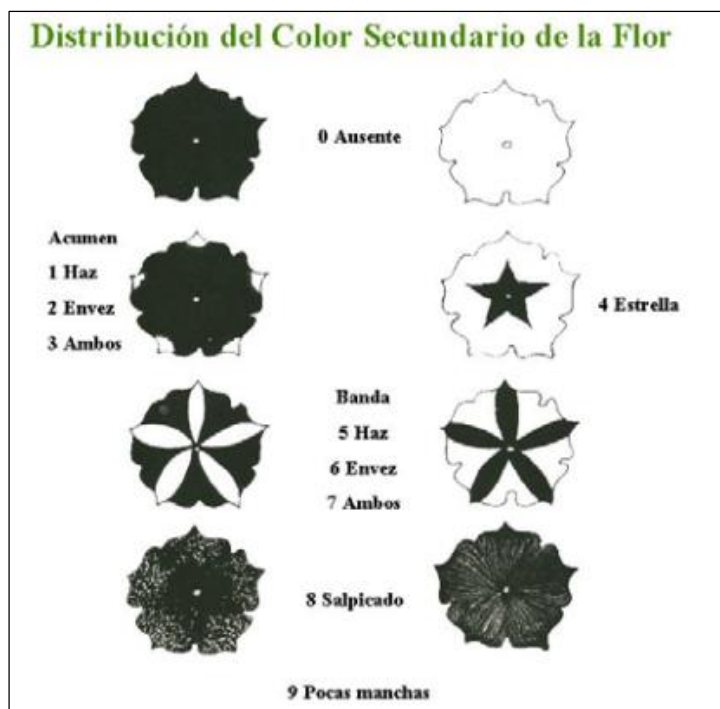 Distribución del Color Secundario de la Flor
0 Ausente
Acumen
1 Haz
2 Envez
3 Ambos
4 Estrella
Banda
5 Haz
6 Envez
7 Ambos
8 Salpicado
9 Pocas manchas